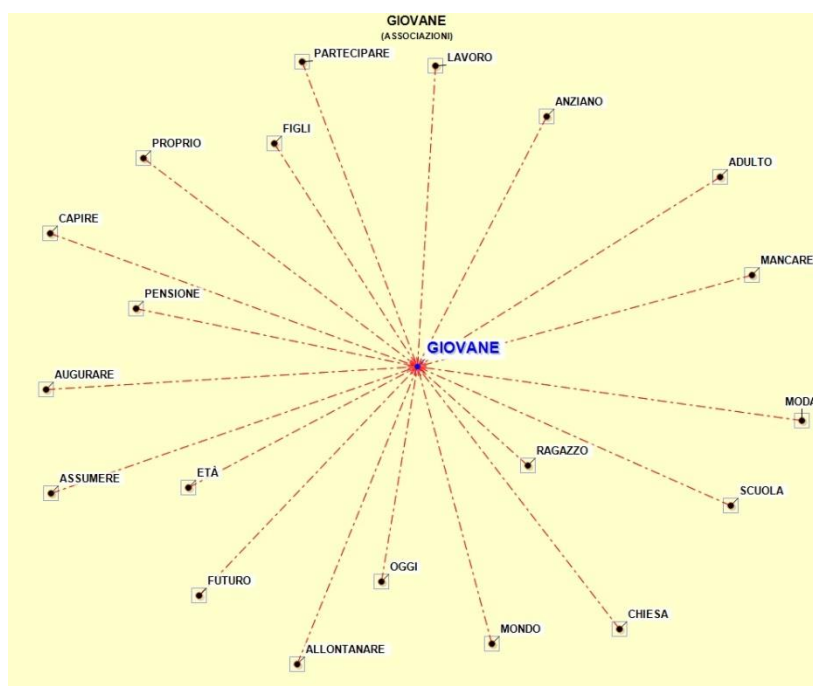 GIOVANE
(ASSOCIAZIONI)
PARTECIPARE
LAVORO
ANZIANO
FIGLI
PROPRIO
ADULTO
CAPIRE
MANCARE
PENSIONE
GIOVANE
AUGURARE
MODA
RAGAZZO
ETÀ
ASSUMERE
SCUOLA
OGGI
FUTURO
CHIESA
MONDO
ALLONTANARE